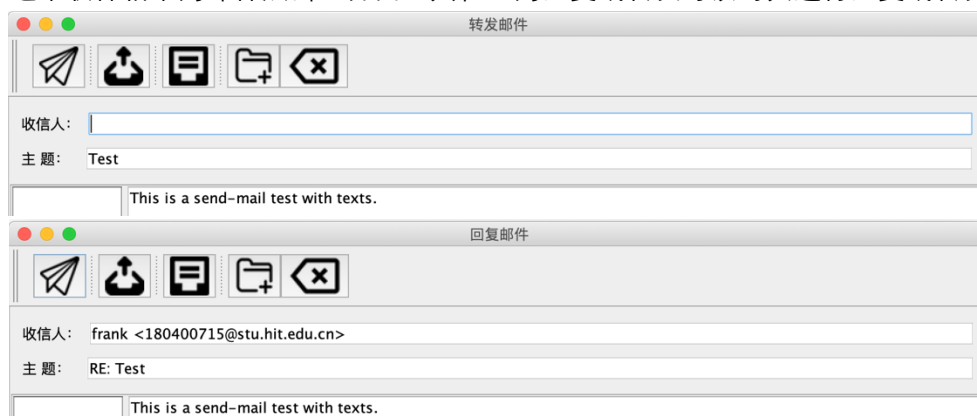 转发邮件
收信人:
主 题: Test
This is a send-mail test with texts.
回复邮件
收信人: frank <180400715@stu.hit.edu.cn>
主 题: RE: Test
This is a send-mail test with texts.